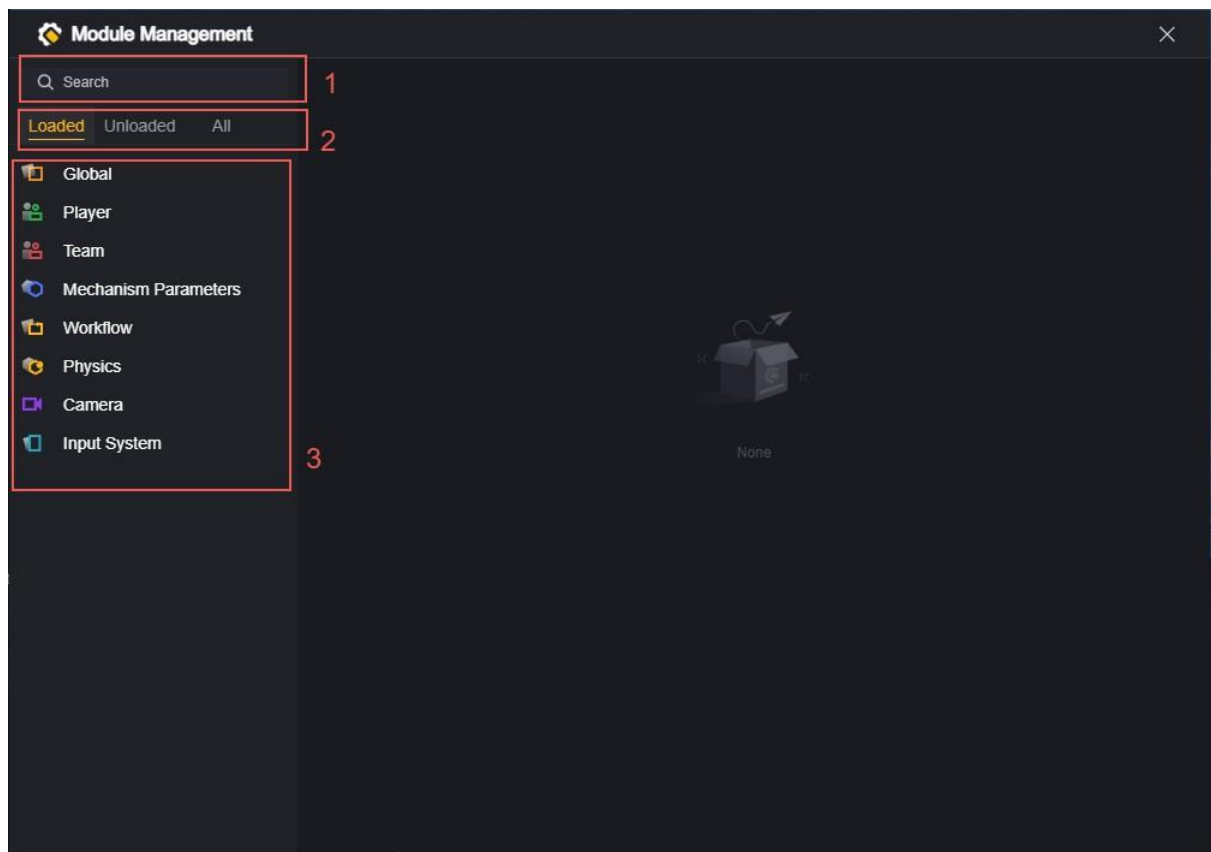 Module Management
Search
1
Loaded Unloaded All
2
Global
Player
Team
Mechanism Parameters
Workflow
Physics
Camera
Input System
3
None